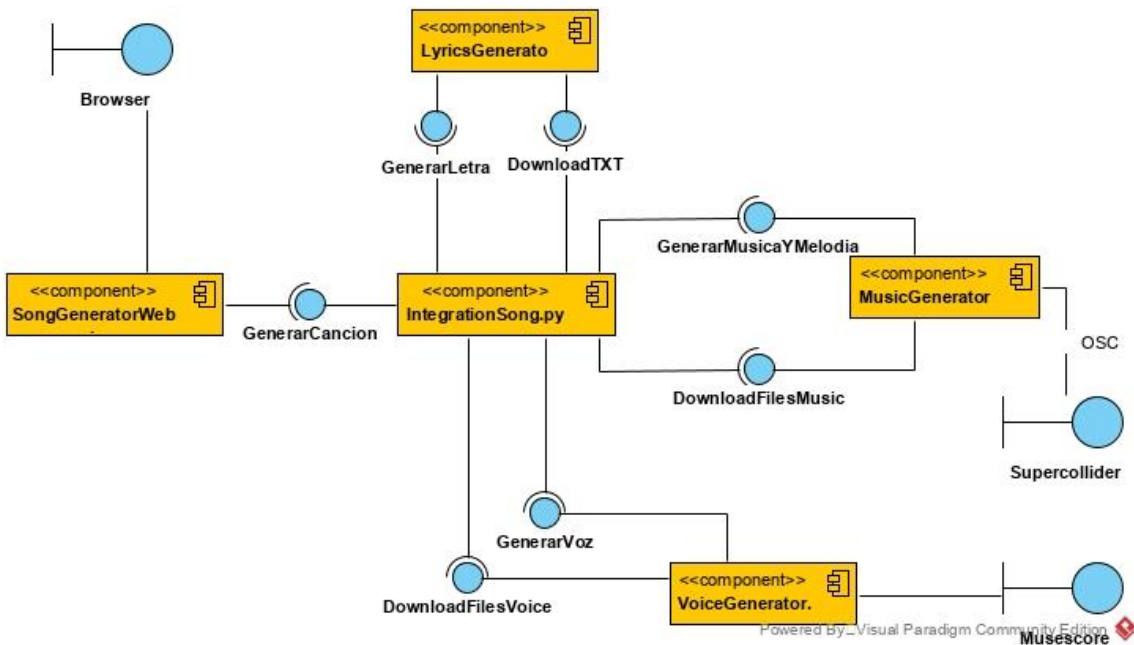 <<component>>
LyricsGenerato
Browser
GenerarLetra
DownloadTXT
GenerarMusicaYMelodia
<<component>>
SongGeneratorWeb
GenerarCancion
<<component>>
IntegrationSong.py
<<component>>
MusicGenerator
OSC
DownloadFilesMusic
Supercollider
GenerarVoz
<<component>>
VoiceGenerator.
DownloadFilesVoice
Powered By Visual Paradigm Community Edition
Musescore